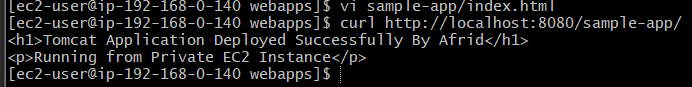 [ec2-user@ip-192-168-0-140 webapps]$ vi sample-app/index.html
[ec2-user@ip-192-168-0-140 webapps]$ curl http://localhost:8080/sample-app/
<h1>Tomcat Application Deployed Successfully By Afrid</h1>
<p>Running from Private EC2 Instance</p>
[ec2-user@ip-192-168-0-140 webapps]$